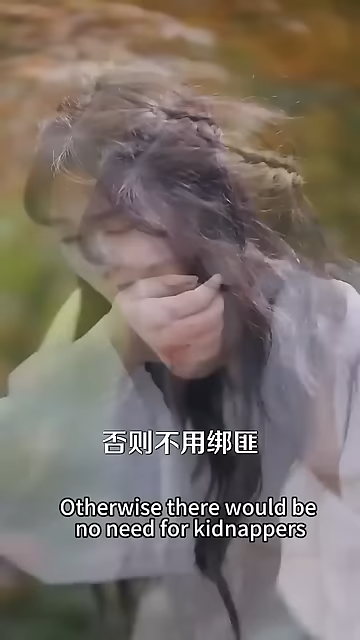 否则不用绑匪
Otherwise there would be
no need for kidnappers